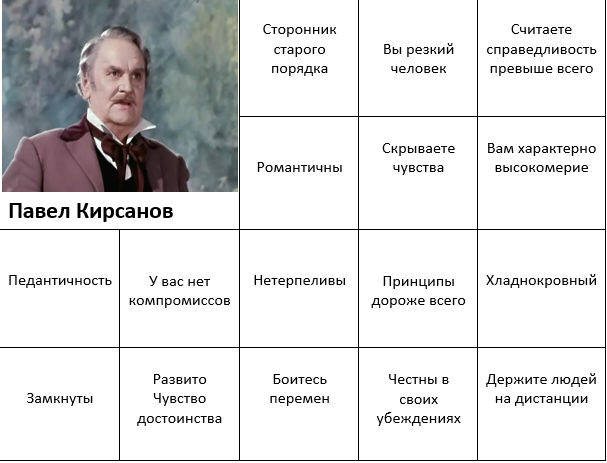 Сторонник
старого
порядка
Вы резкий
человек
Считаете
справедливость
превыше всего
Романтичны
Скрываете
чувства
Вам характерно
высокомерие
Павел Кирсанов
Педантичность
У вас нет
компромиссов
Нетерпеливы
Принципы
дороже всего
Хладнокровный
Замкнуты
Развито
Чувство
достоинства
Боитесь
перемен
Честны в
своих
убеждениях
Держите людей
на дистанции